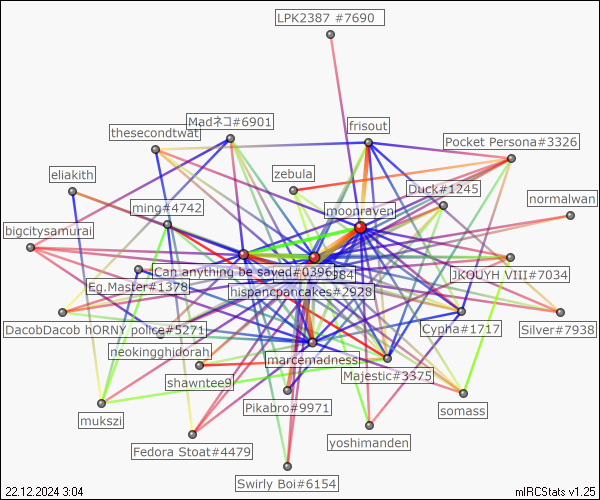 LPK2387 #7690
Madネコ#6901
frisout
thesecondtwat
Pocket Persona#3326
eliakith
zebula
Duck#1245
normalwan
ming#4742
moonraven
bigcitysamurai
Can anything be saved#0396
384
JKOUYH VIII#7034
Eg.Master#1378
hispancpancakes#2928
DacobDacob hORNY police#5271
Cypha#1717
Silver#7938
neokingghidorah
marcemadness
shawntee9
Majestic#3375
mukszi
Pikabro#9971
somass
yoshimanden
Fedora Stoat#4479
Swirly Boi#6154
22.12.2024 3:04
mIRCStats v1.25